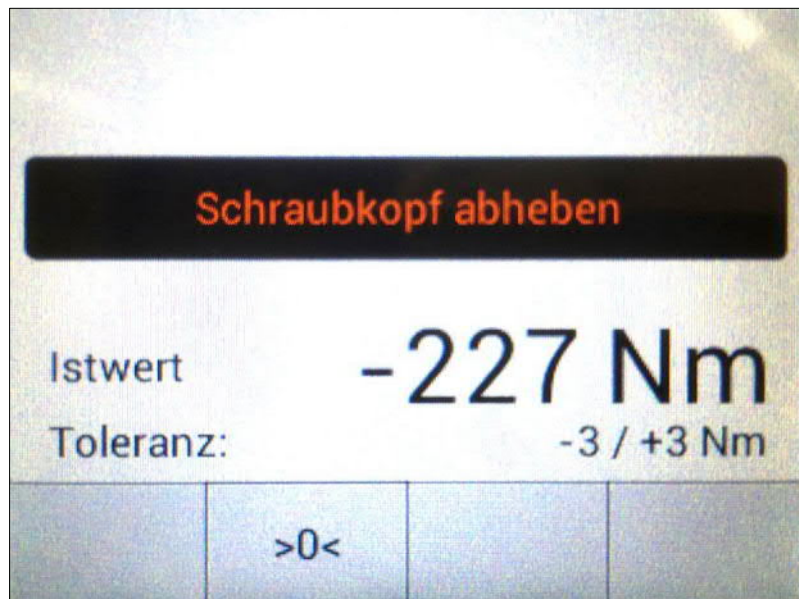 Schraubkopf abheben
Istwert -227 Nm
Toleranz: -3 / +3 Nm
>0<